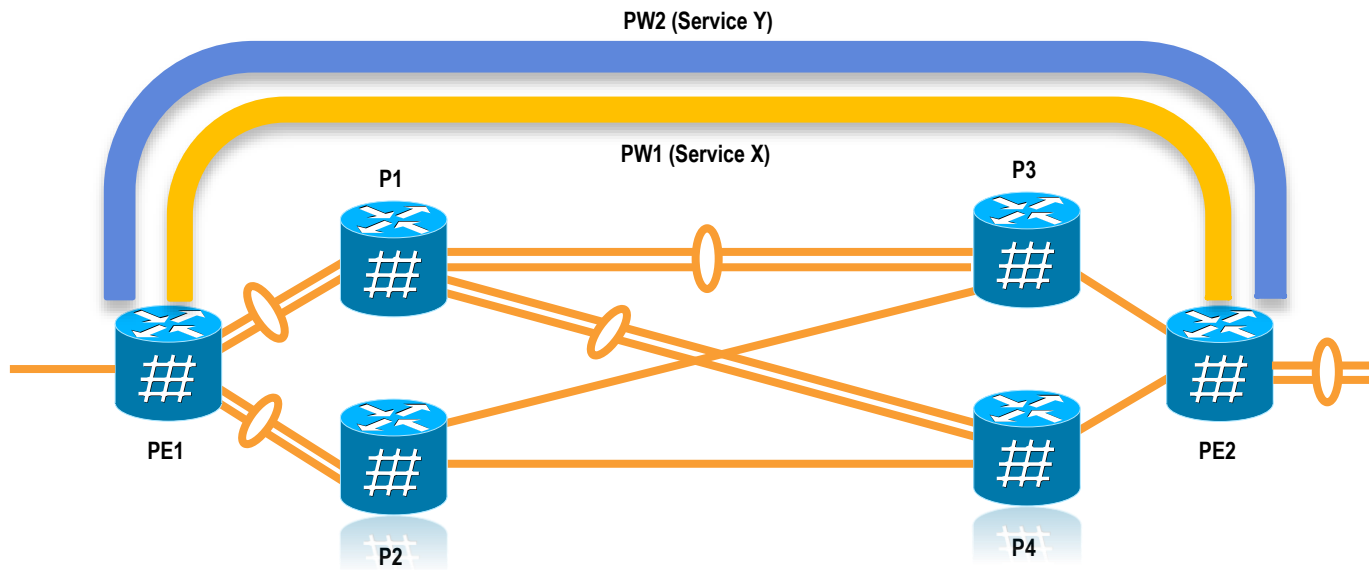 PW2 (Service Y)
PW1 (Service X)
P1
P3
PE1
PE2
P2
P4